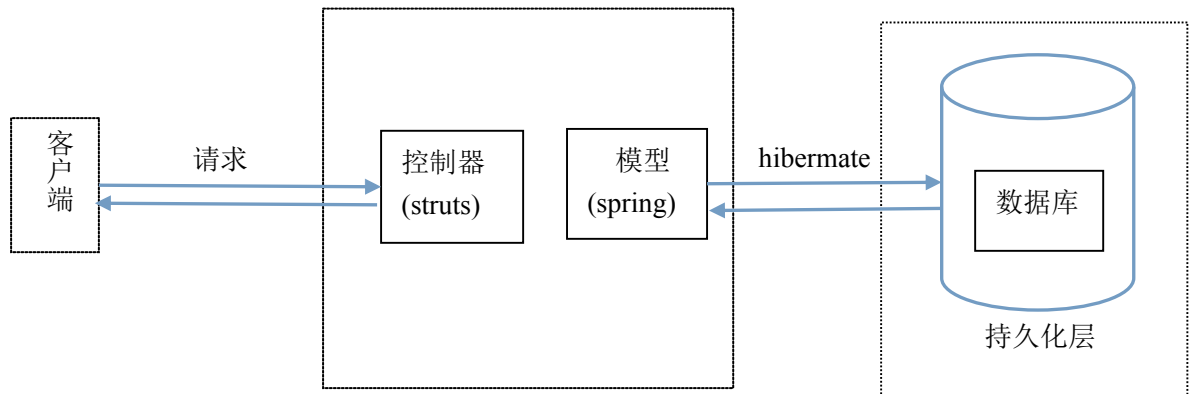 客户端
请求
控制器
(struts)
模型
(spring)
hibermate
数据库
持久化层